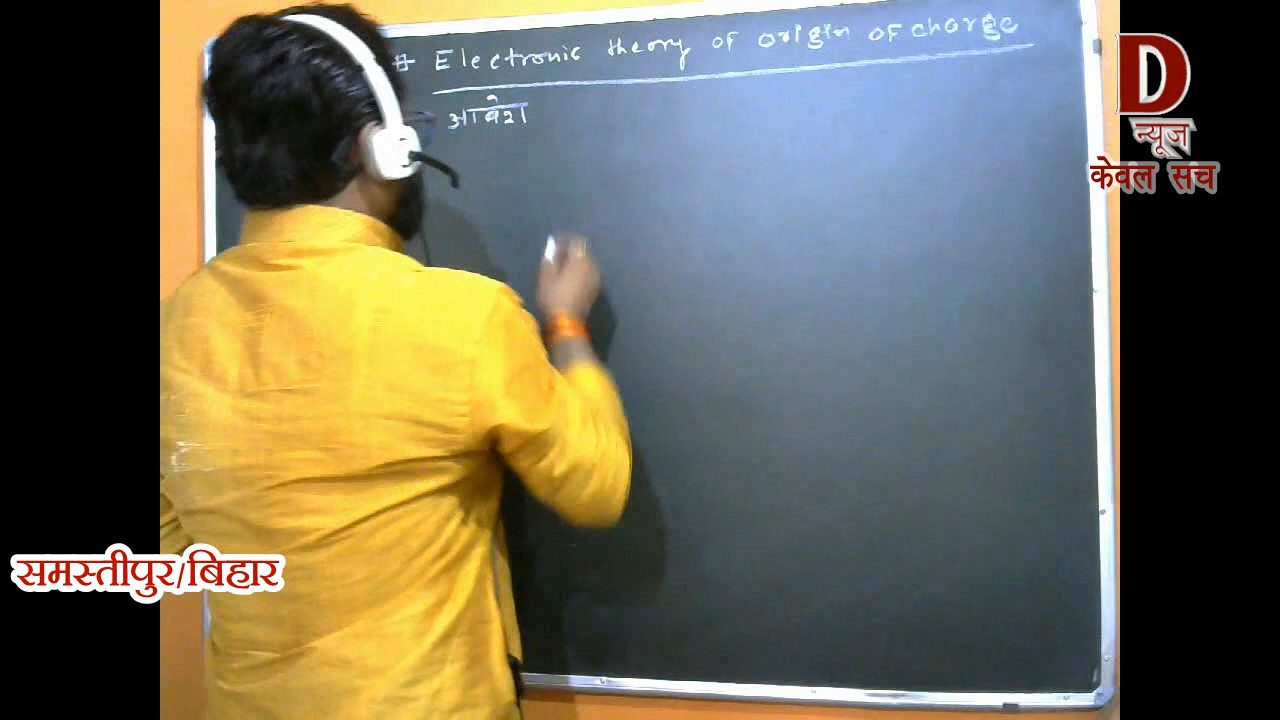 # Electronic theory of origin of charge
आवेश
D
न्यूज
केवल सच
समस्तीपुर/बिहार